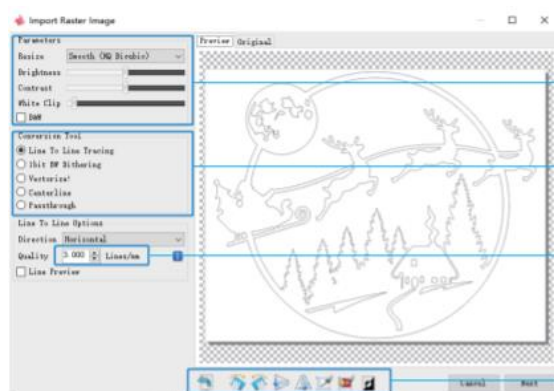 Import Raster Image
Parameters
Resize Smooth (HQ Bicubic)
Brightness
Contrast
White Clip
B&W
Conversion Tool
Line To Line Tracing
1bit BW Dithering
Vectorize!
Centerline
Passthrough
Line To Line Options
Direction Horizontal
Quality 3.000 Lines/mm
Line Preview
Preview Original
Cancel Next